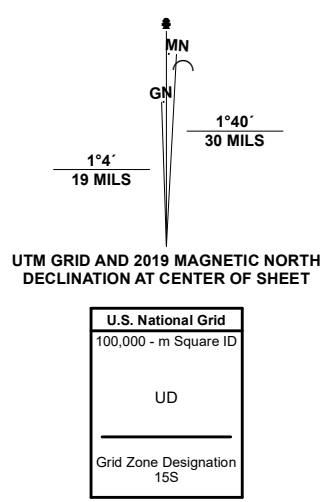 MN
GN
1°40´
30 MILS
1°4´
19 MILS
UTM GRID AND 2019 MAGNETIC NORTH
DECLINATION AT CENTER OF SHEET
U.S. National Grid
100,000 - m Square ID
UD
Grid Zone Designation
15S